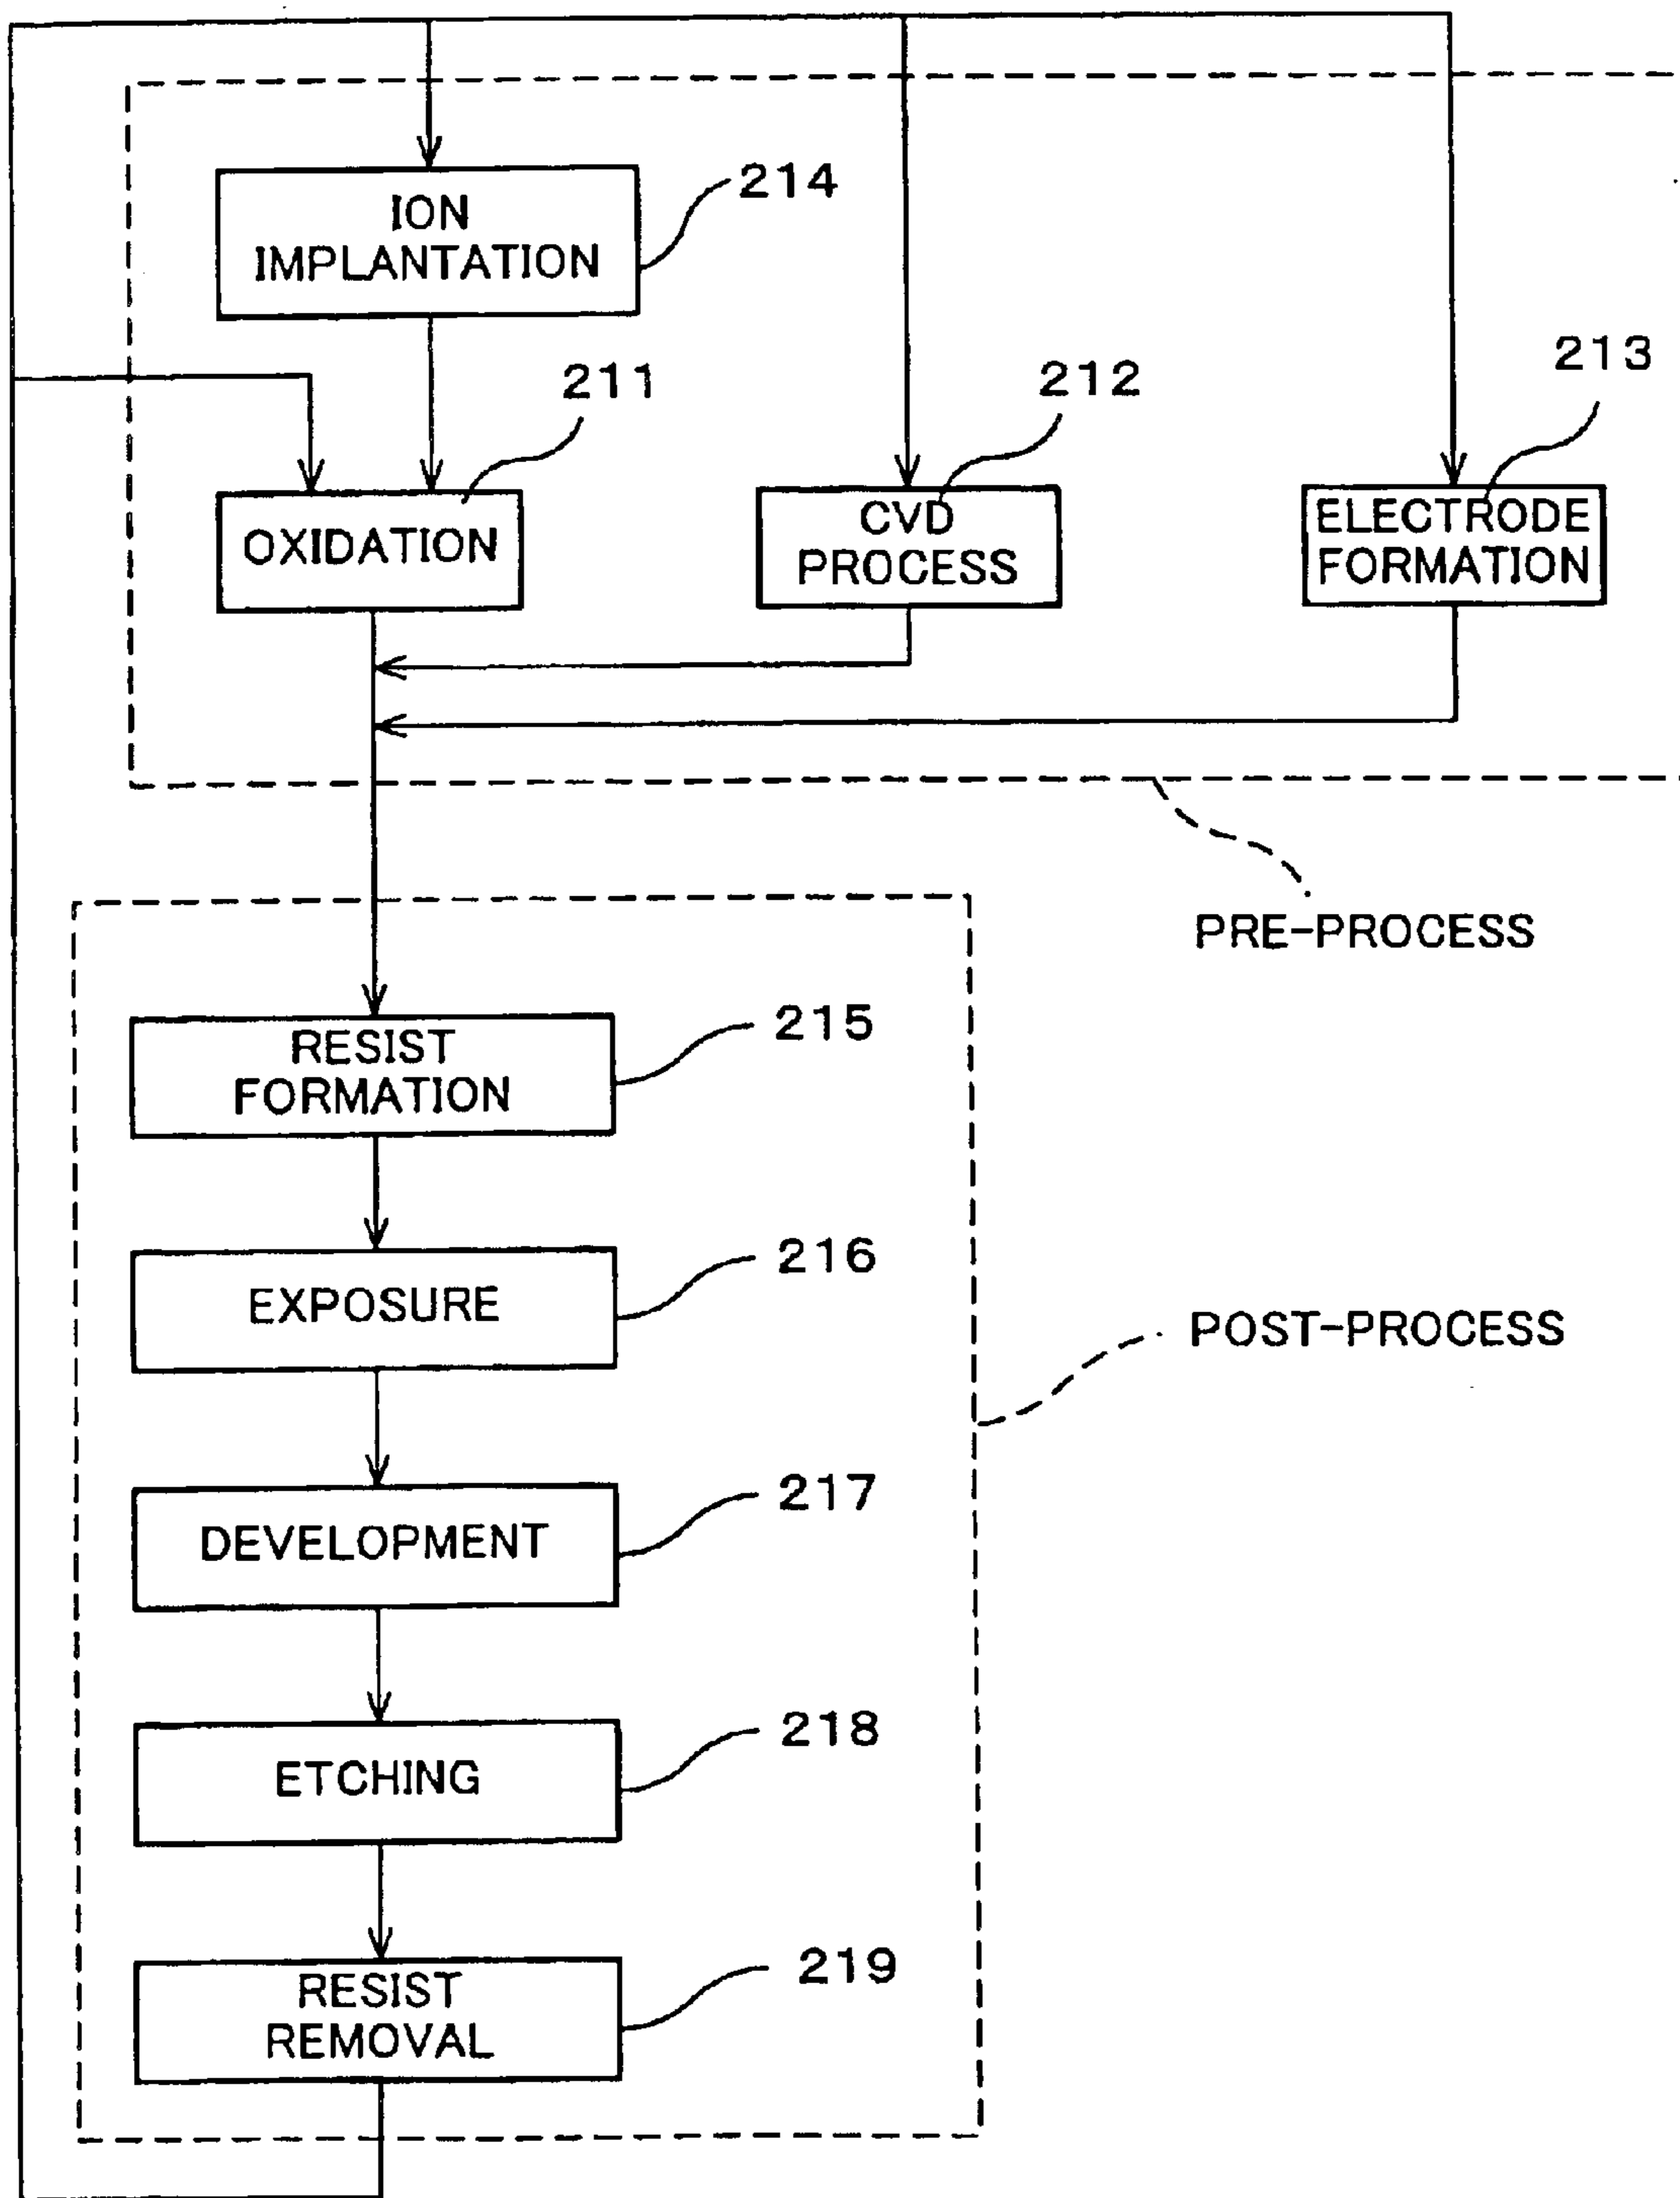 ION
IMPLANTATION
214
211
212
213
OXIDATION
CVD
PROCESS
ELECTRODE
FORMATION
PRE-PROCESS
RESIST
FORMATION
215
EXPOSURE
216
POST-PROCESS
DEVELOPMENT
217
ETCHING
218
RESIST
REMOVAL
219